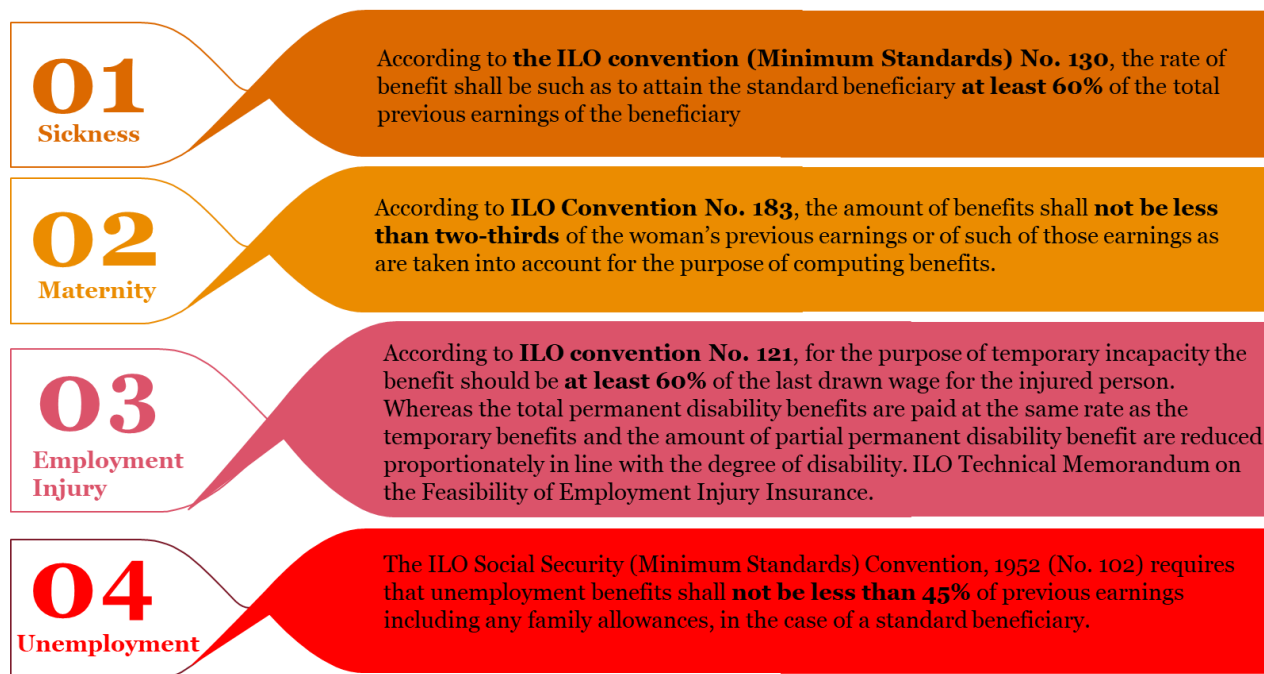 01
Sickness
According to the ILO convention (Minimum Standards) No. 130, the rate of
benefit shall be such as to attain the standard beneficiary at least 60% of the total
previous earnings of the beneficiary
02
Maternity
According to ILO Convention No. 183, the amount of benefits shall not be less
than two-thirds of the woman’s previous earnings or of such of those earnings as
are taken into account for the purpose of computing benefits.
03
Employment
Injury
According to ILO convention No. 121, for the purpose of temporary incapacity the
benefit should be at least 60% of the last drawn wage for the injured person.
Whereas the total permanent disability benefits are paid at the same rate as the
temporary benefits and the amount of partial permanent disability benefit are reduced
proportionately in line with the degree of disability. ILO Technical Memorandum on
the Feasibility of Employment Injury Insurance.
04
Unemployment
The ILO Social Security (Minimum Standards) Convention, 1952 (No. 102) requires
that unemployment benefits shall not be less than 45% of previous earnings
including any family allowances, in the case of a standard beneficiary.